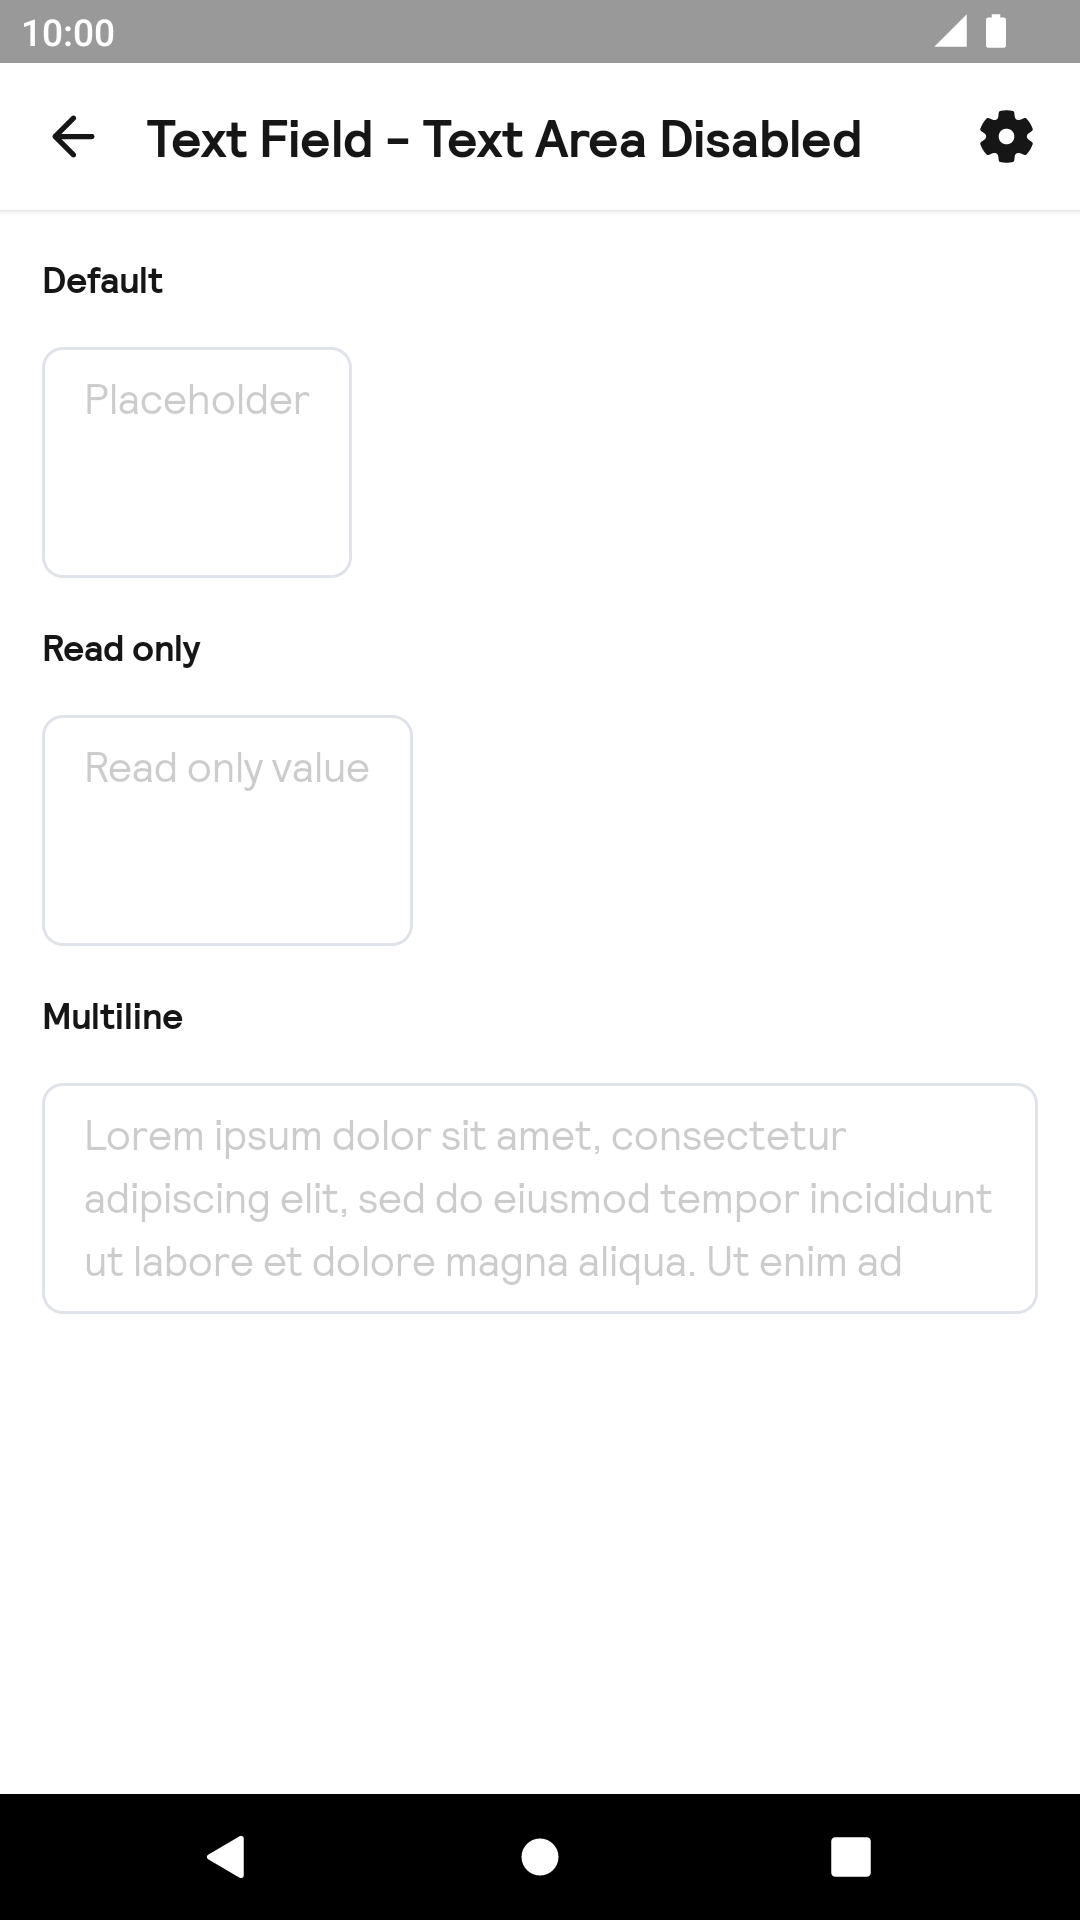 10:00
Text Field - Text Area Disabled
Default
Placeholder
Read only
Read only value
Multiline
Lorem ipsum dolor sit amet, consectetur
adipiscing elit, sed do eiusmod tempor incididunt
ut labore et dolore magna aliqua. Ut enim ad